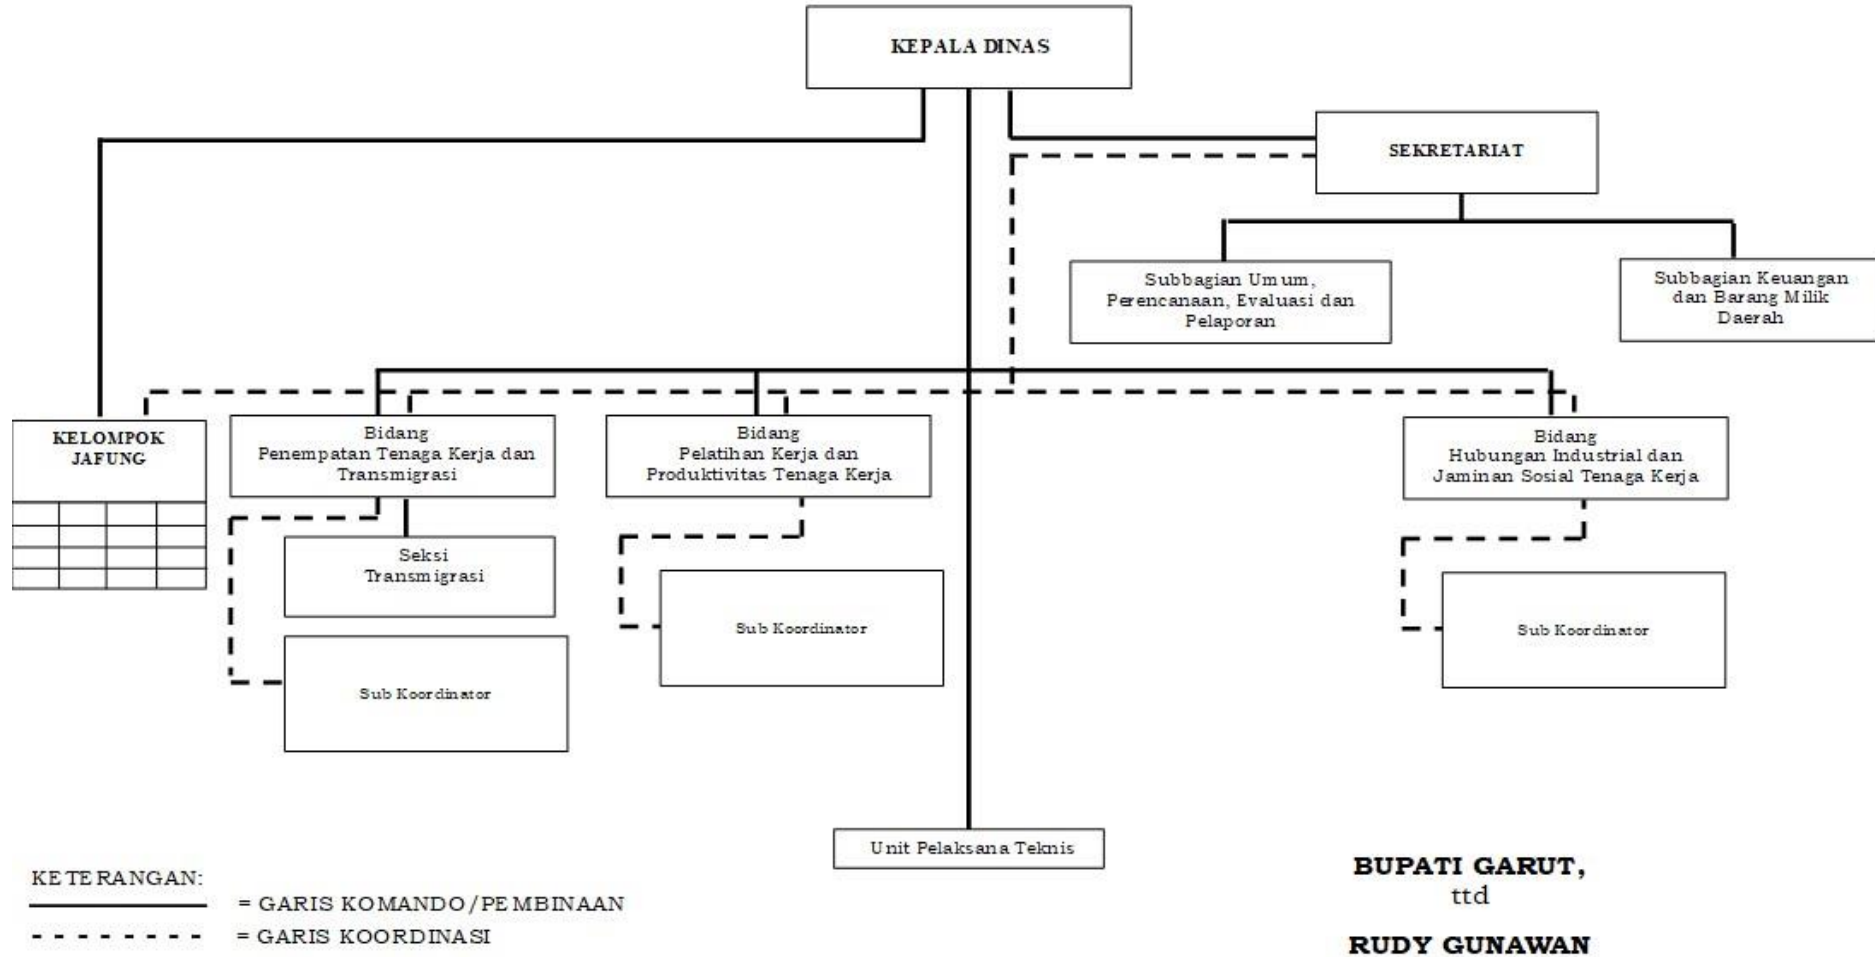 KEPALA DINAS
SEKRETARIAT
Subbagian Umum,
Perencanaan, Evaluasi dan
Pelaporan
Subbagian Keuangan
dan Barang Milik
Daerah
KELOMPOK
JAFUNG
Bidang
Penempatan Tenaga Kerja dan
Transmigrasi
Bidang
Pelatihan Kerja dan
Produktivitas Tenaga Kerja
Bidang
Hubungan Industrial dan
Jaminan Sosial Tenaga Kerja
Seksi
Transmigrasi
Sub Koordinator
Sub Koordinator
Sub Koordinator
Unit Pelaksana Teknis
KETERANGAN:
= GARIS KOMANDO/PEMBINAAN
= GARIS KOORDINASI
BUPATI GARUT,
ttd
RUDY GUNAWAN